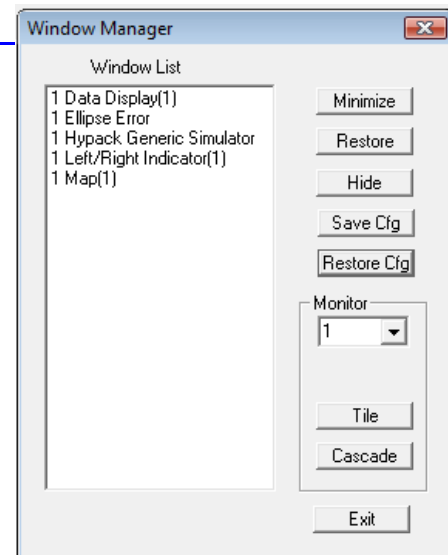 Window Manager
Window List
1 Data Display(1)
1 Ellipse Error
1 Hypack Generic Simulator
1 Left/Right Indicator(1)
1 Map(1)
Minimize
Restore
Hide
Save Cfg
Restore Cfg
Monitor
1
Tile
Cascade
Exit